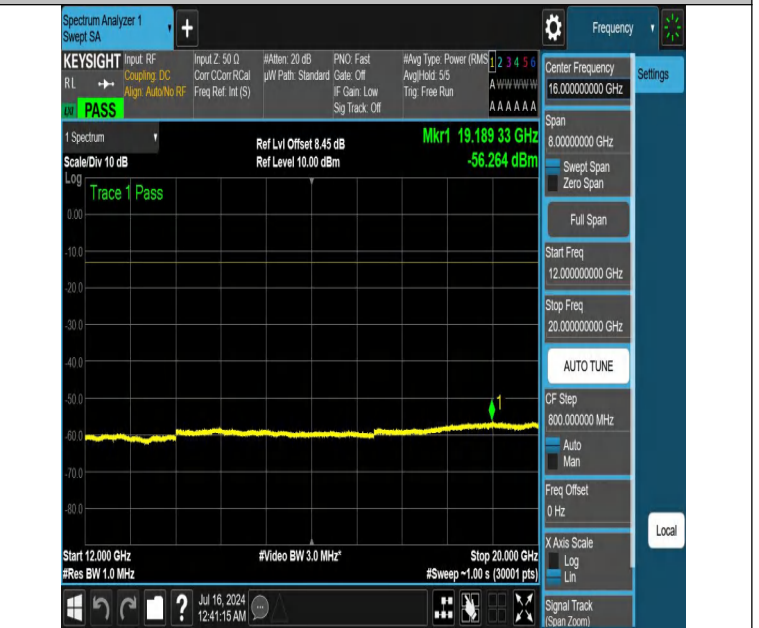 Spectrum Analyzer 1
Swept SA
+
Frequency
KEYSIGHT
RL
PASS
Input: RF
Coupling: DC
Align: Auto/No RF
Input Z: 50 Ω
Corr CCorr RCal
Freq Ref: Int (S)
#Atten: 20 dB
µW Path: Standard
PNO: Fast
Gate: Off
IF Gain: Low
Sig Track: Off
#Avg Type: Power (RMS
Avg|Hold: 5/5
Trig: Free Run
1 2 3 4 5 6
A W W W W W
A A A A A A
1 Spectrum
Scale/Div 10 dB
Ref Lvl Offset 8.45 dB
Ref Level 10.00 dBm
Mkr1 19.189 33 GHz
-56.264 dBm
Log
Trace 1 Pass
0.00
-10.0
-20.0
-30.0
-40.0
-50.0
-60.0
-70.0
-80.0
1
Start 12.000 GHz
#Res BW 1.0 MHz
#Video BW 3.0 MHz*
Stop 20.000 GHz
#Sweep ~1.00 s (30001 pts)
Center Frequency
16.000000000 GHz
Settings
Span
8.00000000 GHz
Swept Span
Zero Span
Full Span
Start Freq
12.000000000 GHz
Stop Freq
20.000000000 GHz
AUTO TUNE
CF Step
800.000000 MHz
Auto
Man
Freq Offset
0 Hz
X Axis Scale
Log
Lin
Local
Signal Track
(Span Zoom)
?
Jul 16, 2024
12:41:15 AM